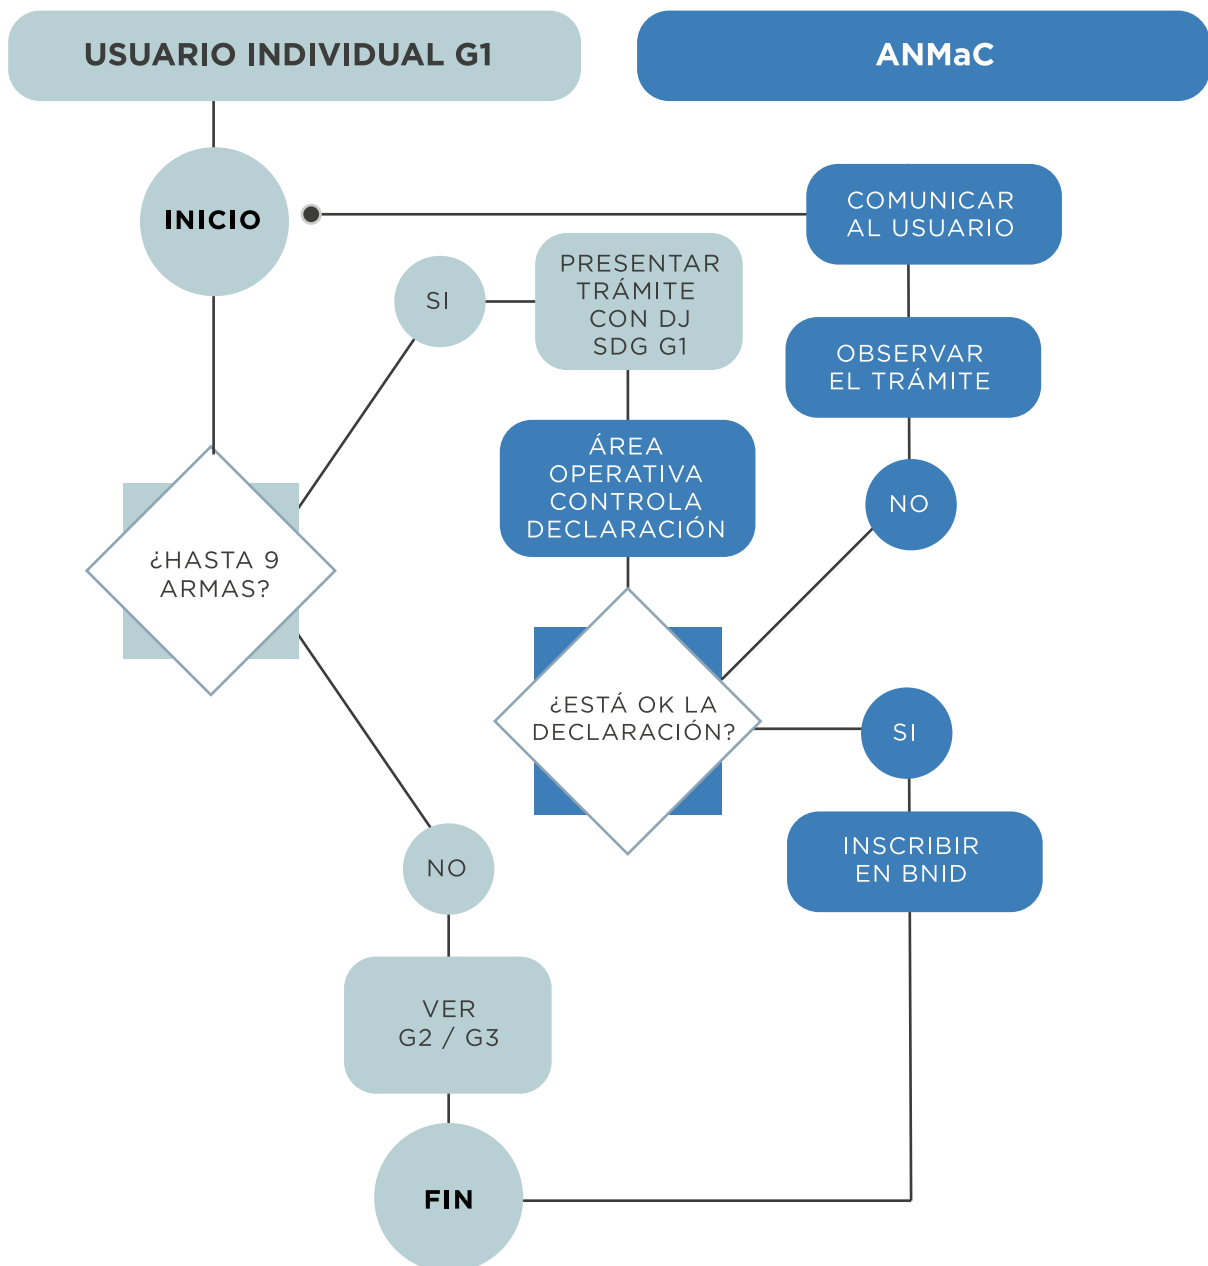 USUARIO INDIVIDUAL G1
ANMaC
INICIO
COMUNICAR
AL USUARIO
SI
PRESENTAR
TRÁMITE
CON DJ
SDG G1
OBSERVAR
EL TRÁMITE
ÁREA
OPERATIVA
CONTROLA
DECLARACIÓN
NO
¿HASTA 9
ARMAS?
¿ESTÁ OK LA
DECLARACIÓN?
SI
INSCRIBIR
EN BNID
NO
VER
G2 / G3
FIN